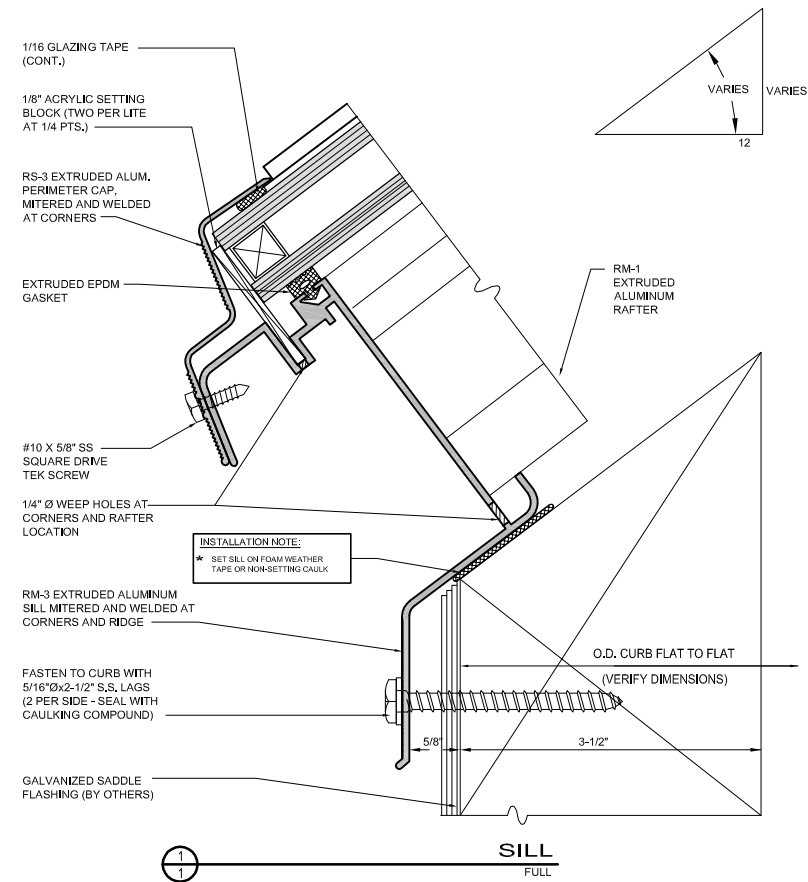 1/16 GLAZING TAPE
(CONT.)
1/8" ACRYLIC SETTING
BLOCK (TWO PER LITE
AT 1/4 PTS.)
RS-3 EXTRUDED ALUM.
PERIMETER CAP,
MITERED AND WELDED
AT CORNERS
EXTRUDED EPDM
GASKET
#10 X 5/8" SS
SQUARE DRIVE
TEK SCREW
1/4" Ø WEEP HOLES AT
CORNERS AND RAFTER
LOCATION
INSTALLATION NOTE:
* SET SILL ON FOAM WEATHER
TAPE OR NON-SETTING CAULK
RM-3 EXTRUDED ALUMINUM
SILL MITERED AND WELDED AT
CORNERS AND RIDGE
FASTEN TO CURB WITH
5/16"Øx2-1/2" S.S. LAGS
(2 PER SIDE - SEAL WITH
CAULKING COMPOUND)
GALVANIZED SADDLE
FLASHING (BY OTHERS)
VARIES
VARIES
12
RM-1
EXTRUDED
ALUMINUM
RAFTER
O.D. CURB FLAT TO FLAT
(VERIFY DIMENSIONS)
5/8"
3-1/2"
1
1
SILL
FULL